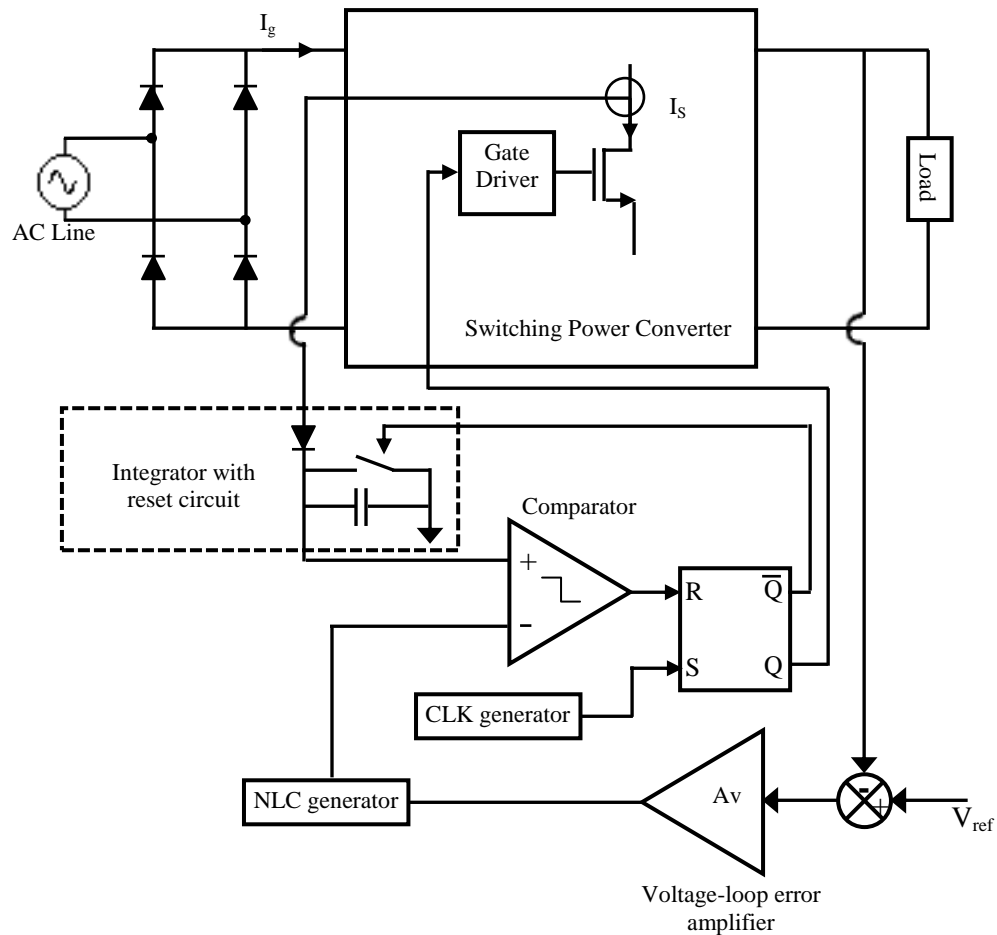 I_g
I_S
Gate
Driver
Load
AC Line
Switching Power Converter
Integrator with
reset circuit
Comparator
+
-
R
Q̅
S
Q
CLK generator
NLC generator
Av
-
+
V_ref
Voltage-loop error
amplifier